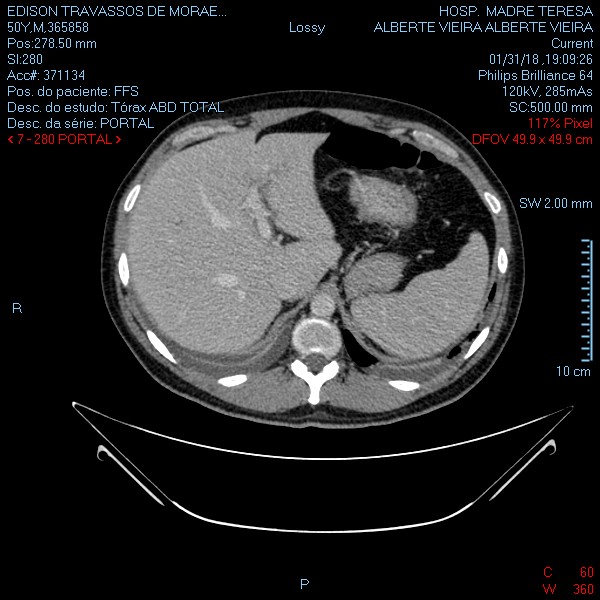 EDISON TRAVASSOS DE MORAE...
50Y,M,365858
Pos:278.50 mm
SI:280
Acc#: 371134
Pos. do paciente: FFS
Desc. do estudo: Tórax ABD TOTAL
Desc. da série: PORTAL
< 7 - 280 PORTAL >
Lossy
HOSP. MADRE TERESA
ALBERTE VIEIRA ALBERTE VIEIRA
Current
01/31/18 ,19:09:26
Philips Brilliance 64
120kV, 285mAs
SC:500.00 mm
117% Pixel
DFOV 49.9 x 49.9 cm
SW 2.00 mm
R
10 cm
P
C 60
W 360